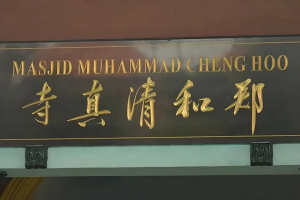 MASJID MUHAMMAD CHENG HOO
郑和清真寺